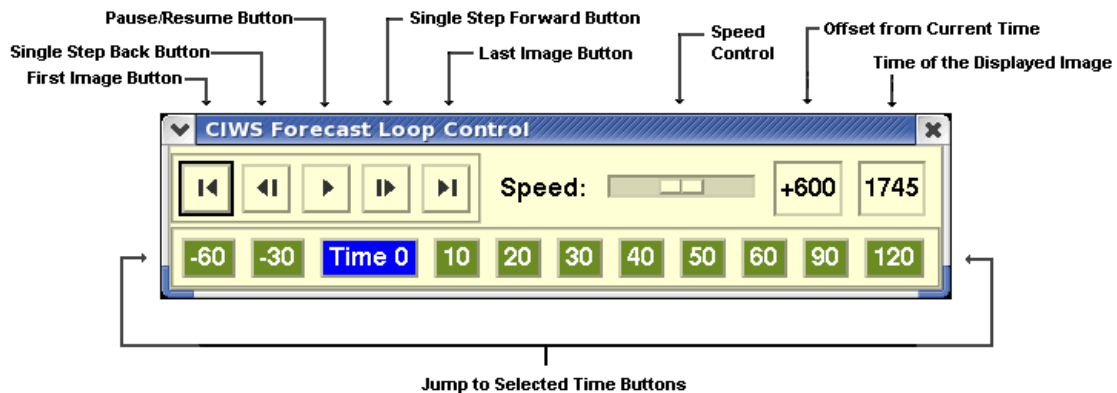 Pause/Resume Button
Single Step Forward Button
Single Step Back Button
Last Image Button
First Image Button
Speed
Control
Offset from Current Time
Time of the Displayed Image
CIWS Forecast Loop Control
Speed:
+600
1745
-60 -30 Time 0 10 20 30 40 50 60 90 120
Jump to Selected Time Buttons